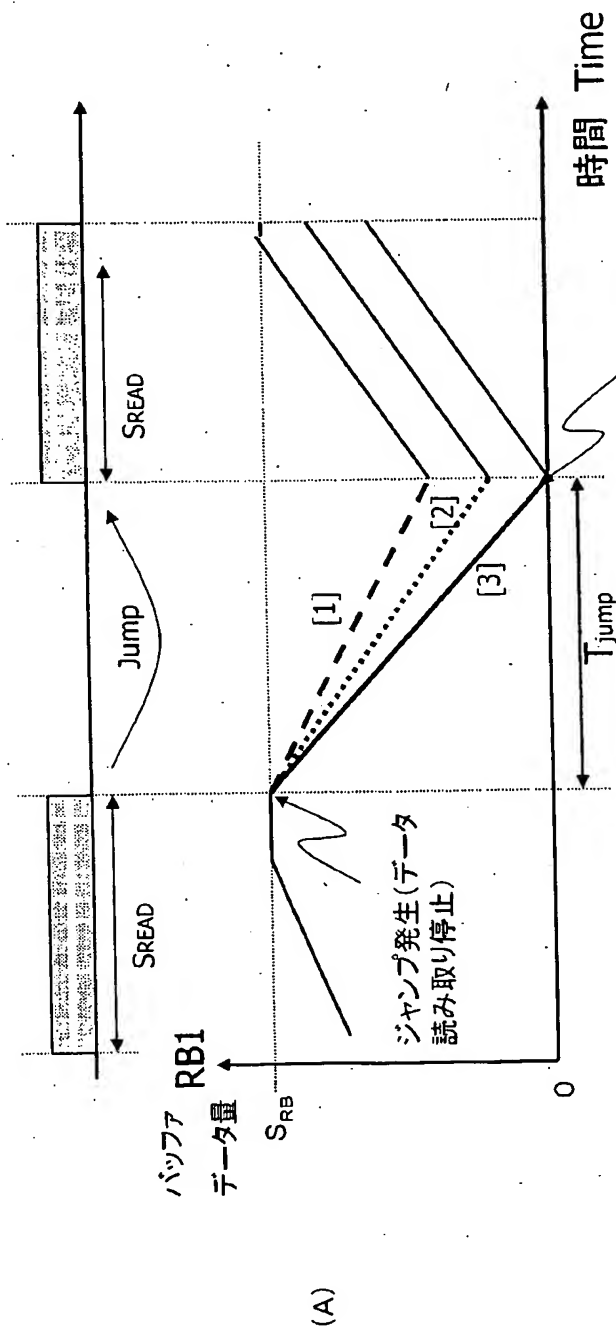 (A)
SREAD
Jump
SREAD
バッファ
データ量
RB1
SRB
[1]
[2]
[3]
ジャンプ発生(データ
読み取り停止)
0
Tjump
時間 Time